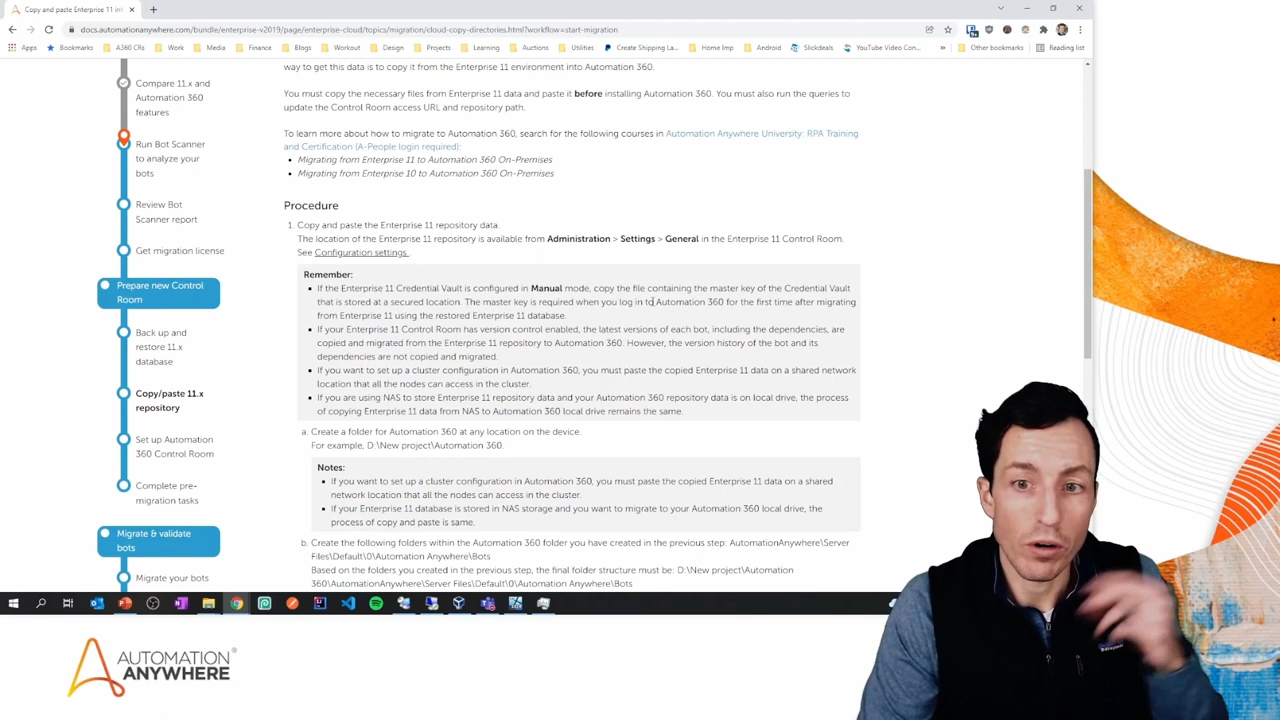 Copy and paste Enterprise 11 in
docs.automationanywhere.com/bundle/enterprise-v2019/page/enterprise-cloud/topics/migration/cloud-copy-directories.html?workflow=start-migration
Apps Bookmarks A360 CRs Work Media Finance Blogs Workout Design Projects Learning Auctions Utilities Create Shipping La... Home Imp Android Slickdeals YouTube Video Con... » Other bookmarks Reading list
Compare 11.x and
Automation 360
features
Run Bot Scanner
to analyze your
bots
Review Bot
Scanner report
Get migration license
Prepare new Control
Room
Back up and
restore 11.x
database
Copy/paste 11.x
repository
Set up Automation
360 Control Room
Complete pre-
migration tasks
Migrate & validate
bots
Migrate your bots
way to get this data is to copy it from the Enterprise 11 environment into Automation 360.
You must copy the necessary files from Enterprise 11 data and paste it before installing Automation 360. You must also run the queries to
update the Control Room access URL and repository path.
To learn more about how to migrate to Automation 360, search for the following courses in Automation Anywhere University: RPA Training
and Certification (A-People login required):
• Migrating from Enterprise 11 to Automation 360 On-Premises
• Migrating from Enterprise 10 to Automation 360 On-Premises
Procedure
1. Copy and paste the Enterprise 11 repository data.
The location of the Enterprise 11 repository is available from Administration > Settings > General in the Enterprise 11 Control Room.
See Configuration settings .
Remember:
• If the Enterprise 11 Credential Vault is configured in Manual mode, copy the file containing the master key of the Credential Vault
that is stored at a secured location. The master key is required when you log in to Automation 360 for the first time after migrating
from Enterprise 11 using the restored Enterprise 11 database.
• If your Enterprise 11 Control Room has version control enabled, the latest versions of each bot, including the dependencies, are
copied and migrated from the Enterprise 11 repository to Automation 360. However, the version history of the bot and its
dependencies are not copied and migrated.
• If you want to set up a cluster configuration in Automation 360, you must paste the copied Enterprise 11 data on a shared network
location that all the nodes can access in the cluster.
• If you are using NAS to store Enterprise 11 repository data and your Automation 360 repository data is on local drive, the process
of copying Enterprise 11 data from NAS to Automation 360 local drive remains the same.
a. Create a folder for Automation 360 at any location on the device.
For example, D:\New project\Automation 360.
Notes:
• If you want to set up a cluster configuration in Automation 360, you must paste the copied Enterprise 11 data on a shared
network location that all the nodes can access in the cluster.
• If your Enterprise 11 database is stored in NAS storage and you want to migrate to your Automation 360 local drive, the
process of copy and paste is same.
b. Create the following folders within the Automation 360 folder you have created in the previous step: AutomationAnywhere\Server
Files\Default\0\Automation Anywhere\Bots
Based on the folders you created in the previous step, the final folder structure must be: D:\New project\Automation
360\AutomationAnywhere\Server Files\Default\0\Automation Anywhere\Bots
AUTOMATION
ANYWHERE®